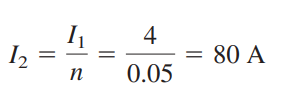 I₂ = I₁/n = 4/0.05 = 80 A